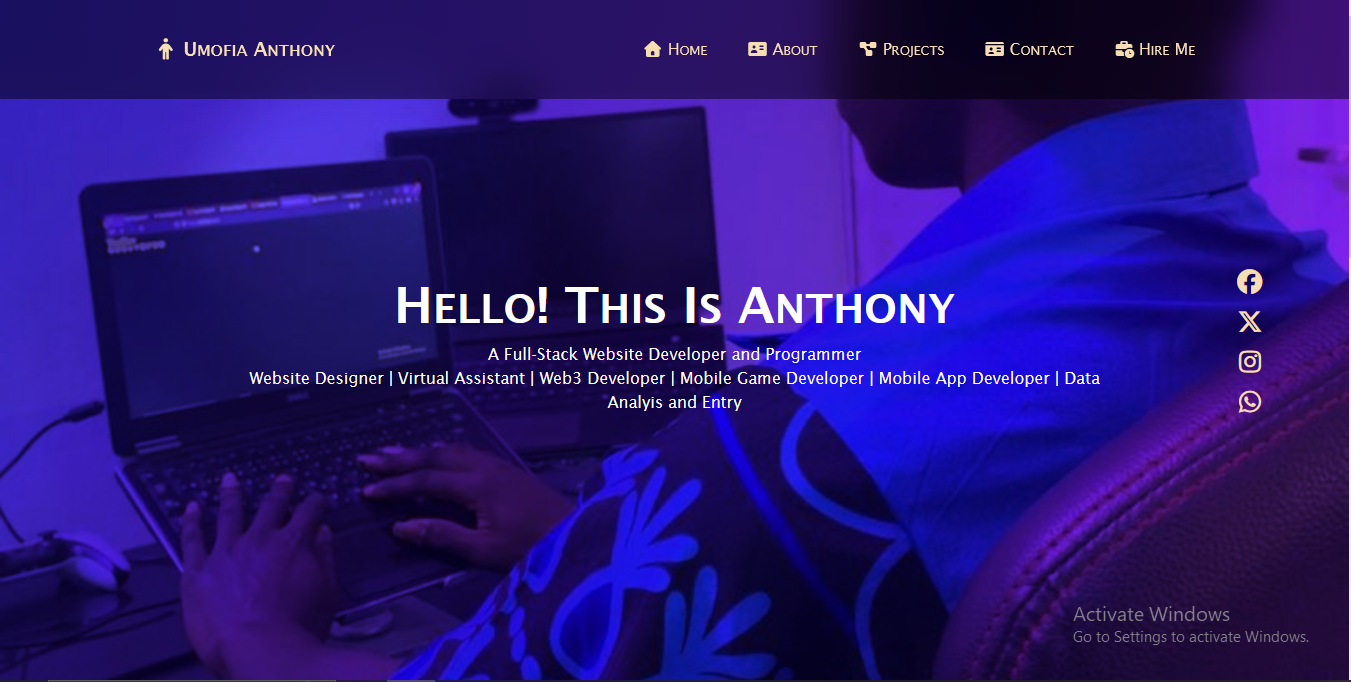 Umofia Anthony
Home About Projects Contact Hire Me
Hello! This Is Anthony
A Full-Stack Website Developer and Programmer
Website Designer | Virtual Assistant | Web3 Developer | Mobile Game Developer | Mobile App Developer | Data
Analyis and Entry
Activate Windows
Go to Settings to activate Windows.